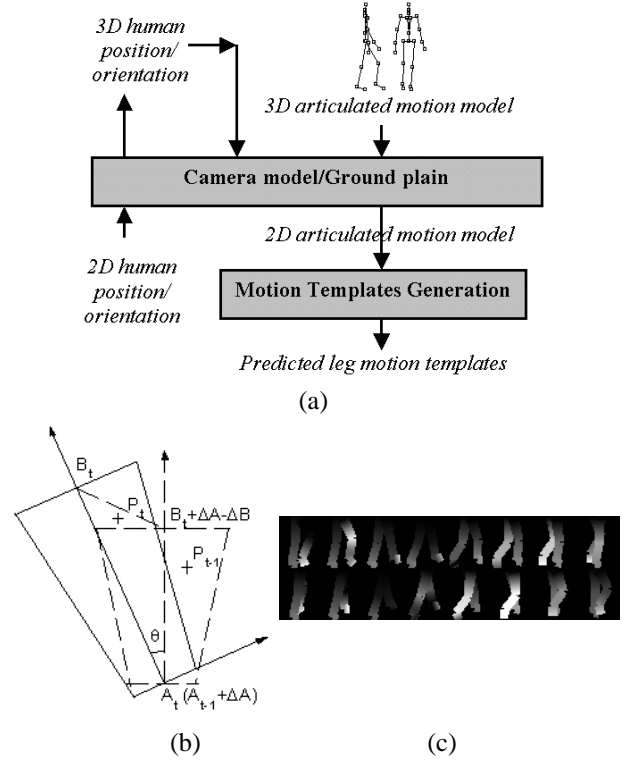 3D human
position/
orientation
3D articulated motion model
Camera model/Ground plain
2D articulated motion model
2D human
position/
orientation
Motion Templates Generation
Predicted leg motion templates
(a)
B_t
P_t
B_t+ΔA-ΔB
P_t-1
θ
A_t(A_t-1+ΔA)
(b)
(c)